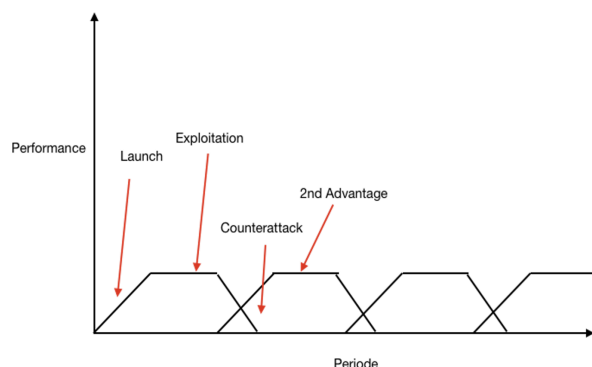 Exploitation
Performance
Launch
2nd Advantage
Counterattack
Periode